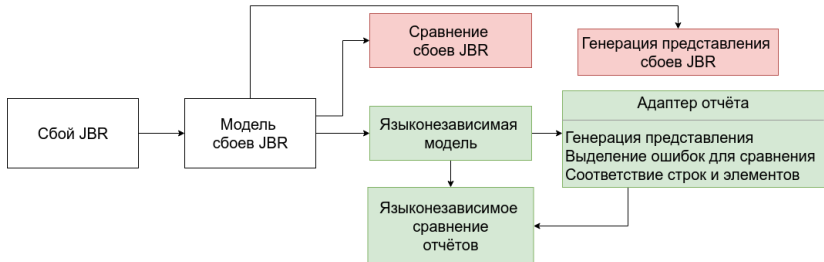 Сравнение
сбоев JBR
Генерация представления
сбоев JBR
Сбой JBR
Модель
сбоев JBR
Языконезависимая
модель
Адаптер отчёта
Генерация представления
Выделение ошибок для сравнения
Соответствие строк и элементов
Языконезависимое
сравнение
отчётов